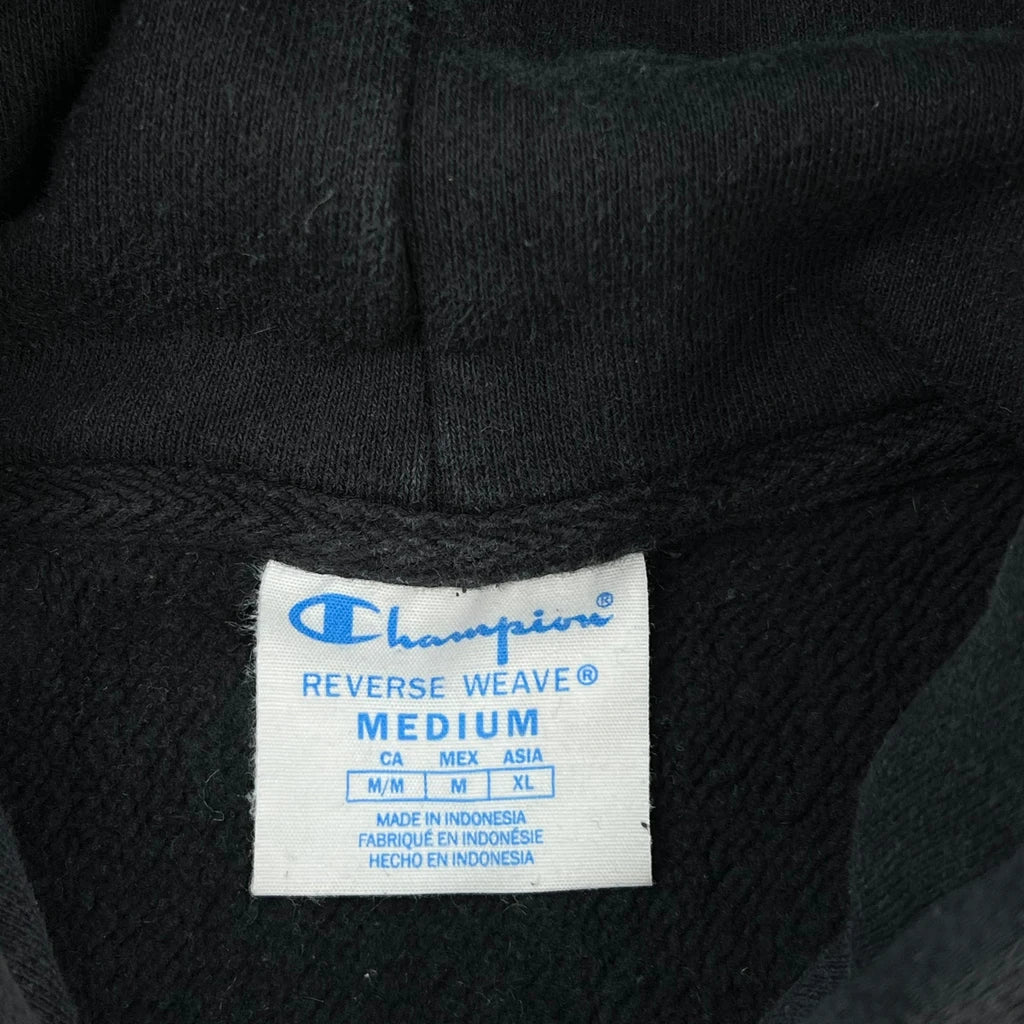 Champion®
REVERSE WEAVE®
MEDIUM
CA MEX ASIA
M/M M XL
MADE IN INDONESIA
FABRIQUÉ EN INDONÉSIE
HECHO EN INDONESIA